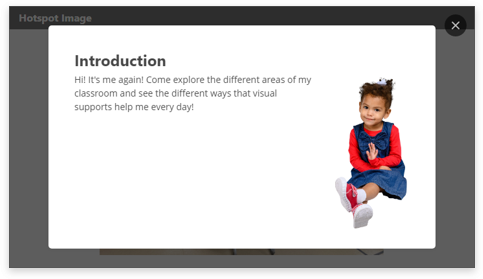 Hotspot Image
Introduction
Hi! It's me again! Come explore the different areas of my
classroom and see the different ways that visual
supports help me every day!